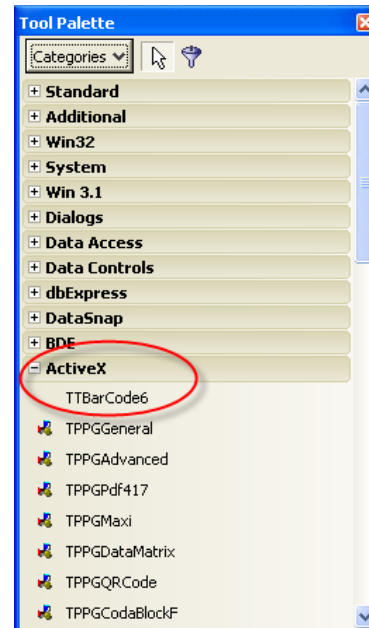 Tool Palette
Categories
Standard
Additional
Win32
System
Win 3.1
Dialogs
Data Access
Data Controls
dbExpress
DataSnap
BDE
ActiveX
TTBarCode6
TPPGGeneral
TPPGAdvanced
TPPGPdf417
TPPGMaxi
TPPGDataMatrix
TPPGQRCode
TPPGCodaBlockF